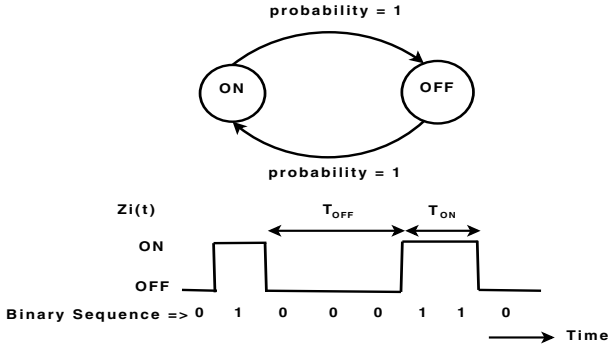 probability = 1
ON
OFF
probability = 1
Zi(t)
TOFF
TON
ON
OFF
Binary Sequence => 0 1 0 0 0 1 1 0
Time